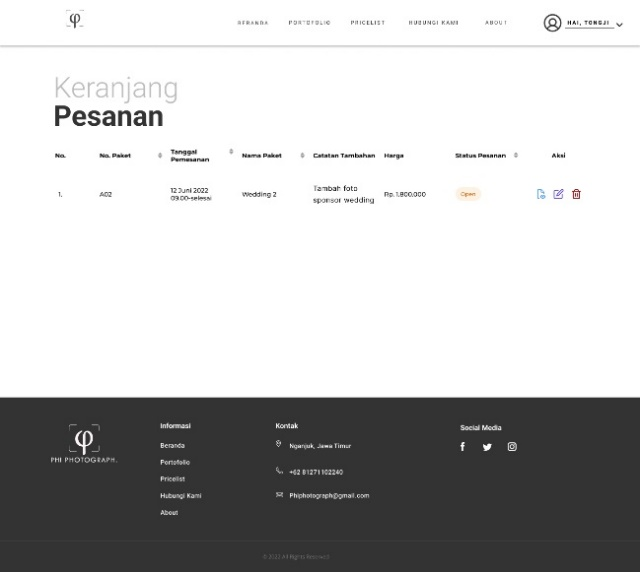 φ
BERANDA PORTOFOLIO PRICELIST HUBUNGI KAMI ABOUT HAI, TONGJI
Keranjang
Pesanan
No. No. Paket Tanggal Pemesanan Nama Paket Catatan Tambahan Harga Status Pesanan Aksi
1. A02 12 Juni 2022 09.00-selesai Wedding 2 Tambah foto sponsor wedding Rp. 1.800.000 Open
φ
PHI PHOTOGRAPH.
Informasi
Beranda
Portofolio
Pricelist
Hubungi Kami
About
Kontak
Nganjuk, Jawa Timur
+62 81271102240
Phiphotograph@gmail.com
Social Media
© 2022 All Rights Reserved